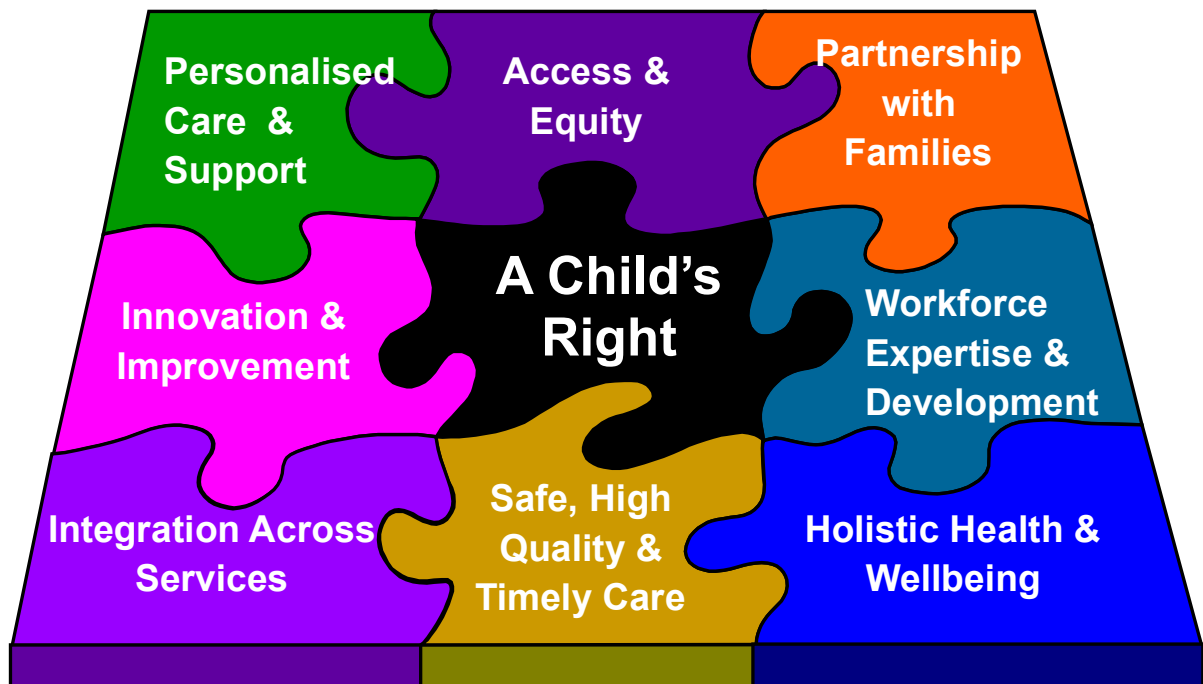 Personalised
Care & 
Support
Access &
Equity
Partnership
with
Families
Innovation &
Improvement
A Child’s
Right
Workforce
Expertise &
Development
Integration Across
Services
Safe, High
Quality &
Timely Care
Holistic Health &
Wellbeing